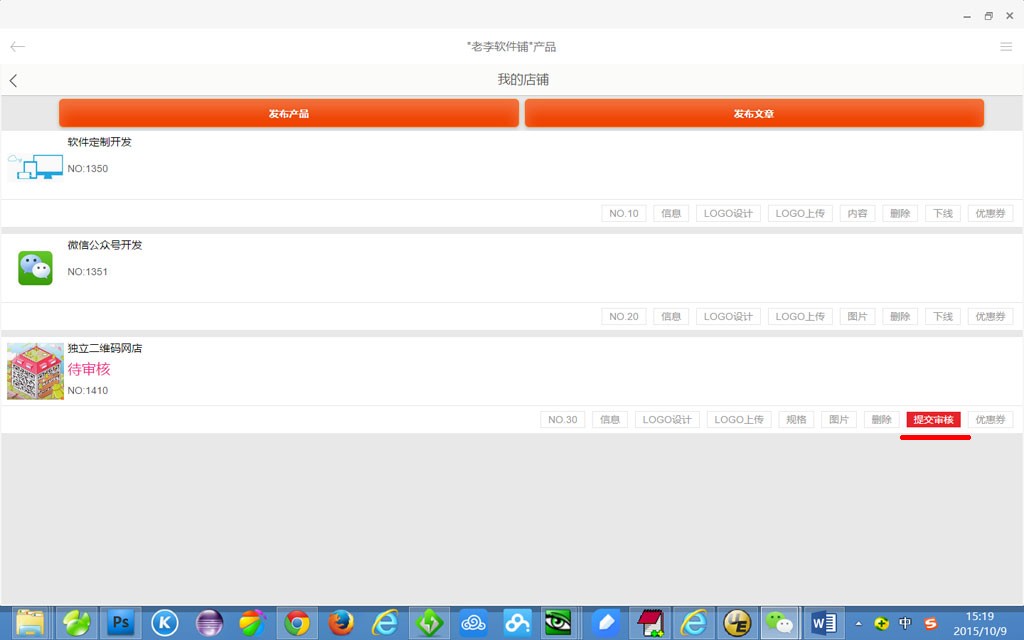 "老李软件铺"产品
我的店铺
发布产品 发布文章
软件定制开发
NO:1350
NO.10 信息 LOGO设计 LOGO上传 内容 删除 下线 优惠券
微信公众号开发
NO:1351
NO.20 信息 LOGO设计 LOGO上传 图片 删除 下线 优惠券
独立二维码网店
待审核
NO:1410
NO.30 信息 LOGO设计 LOGO上传 规格 图片 删除 提交审核 优惠券
Ps K W 中 S 15:19
2015/10/9